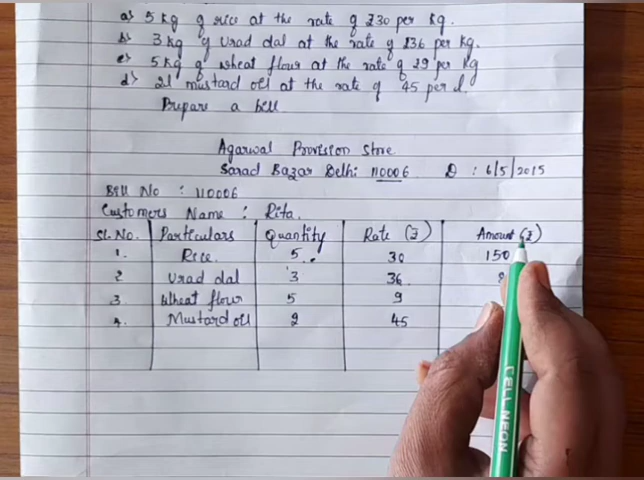 a) 5 kg of rice at the rate of ₹30 per kg.
b) 3 kg of Urad dal at the rate of ₹36 per kg.
c) 5 kg of wheat flour at the rate of ₹9 per kg
d) 2l mustard oil at the rate of 45 per l.
Prepare a bill
Agarwal Provision Store
Sarad Bazar Delhi: 110006 D : 6/5/2015
Bill No : 110006
Customers Name : Rita.
Sl. No. Particulars Quantity Rate (₹) Amount (₹)
1. Rice 5 30 150
2 Urad dal 3 36
3 Wheat flour 5 9
4. Mustard oil 2 45
CELL NEON